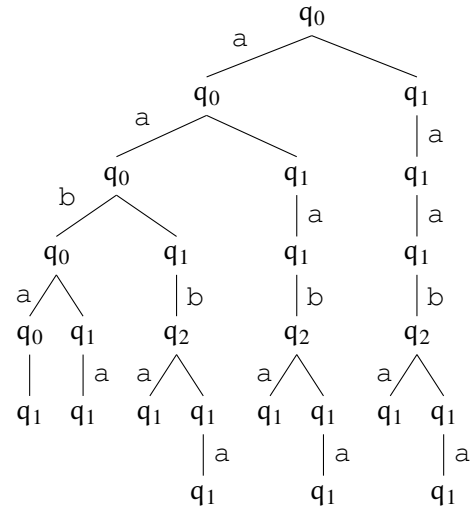 q₀
a
q₀ q₁
a a
q₀ q₁ q₁
b a a
q₀ q₁ q₁ q₁
a b b b
q₀ q₁ q₂ q₂ q₂
a a a a
q₁ q₁ q₁ q₁ q₁ q₁ q₁ q₁
a a a
q₁ q₁ q₁